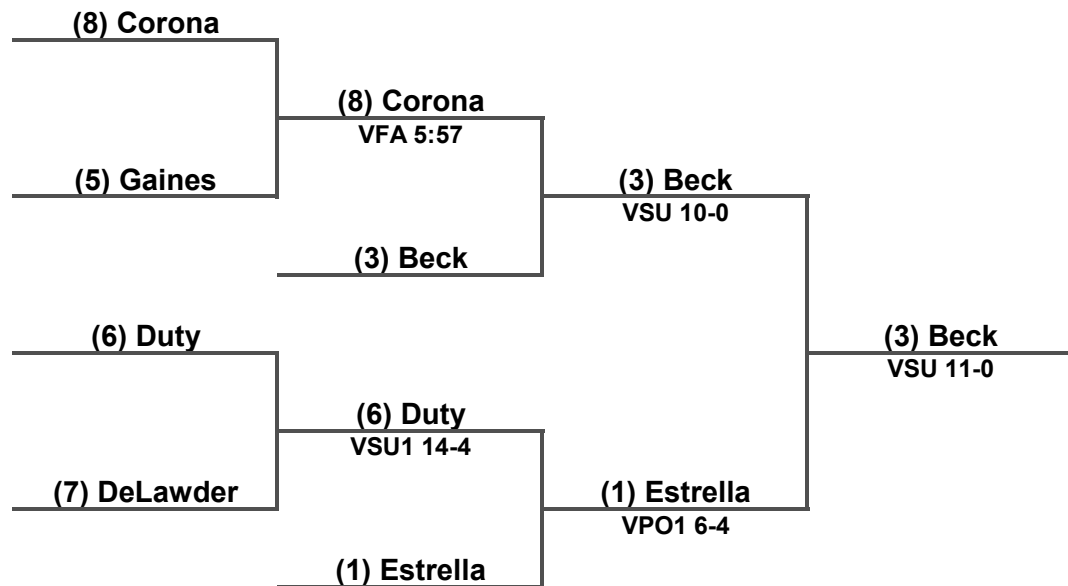 (8) Corona
(8) Corona
VFA 5:57
(5) Gaines
(3) Beck
VSU 10-0
(3) Beck
(6) Duty
(3) Beck
VSU 11-0
(6) Duty
VSU1 14-4
(7) DeLawder
(1) Estrella
VPO1 6-4
(1) Estrella